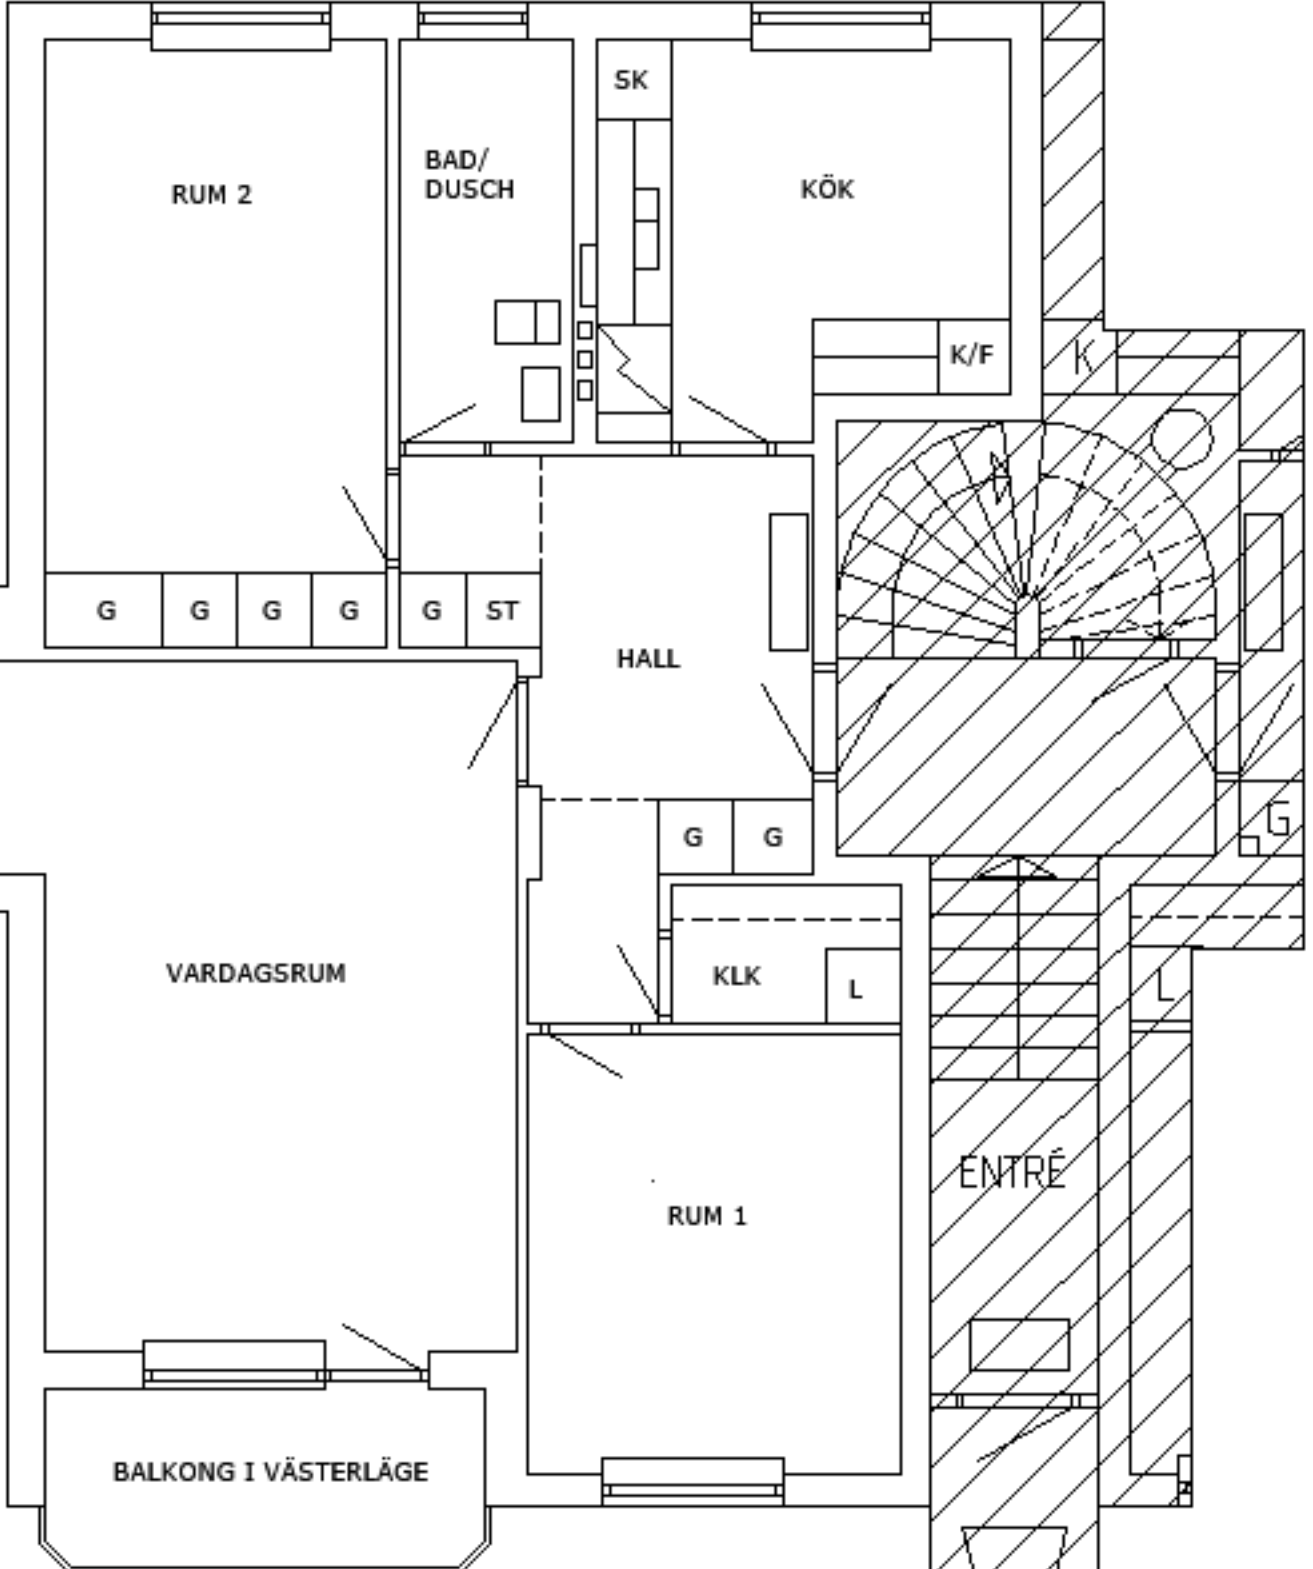 SK
BAD/
DUSCH
RUM 2
KÖK
K/F
K
G
G
G
G
G
ST
HALL
G
G
G
VARDAGSRUM
KLK
L
L
ENTRÉ
RUM 1
BALKONG I VÄSTERLÄGE